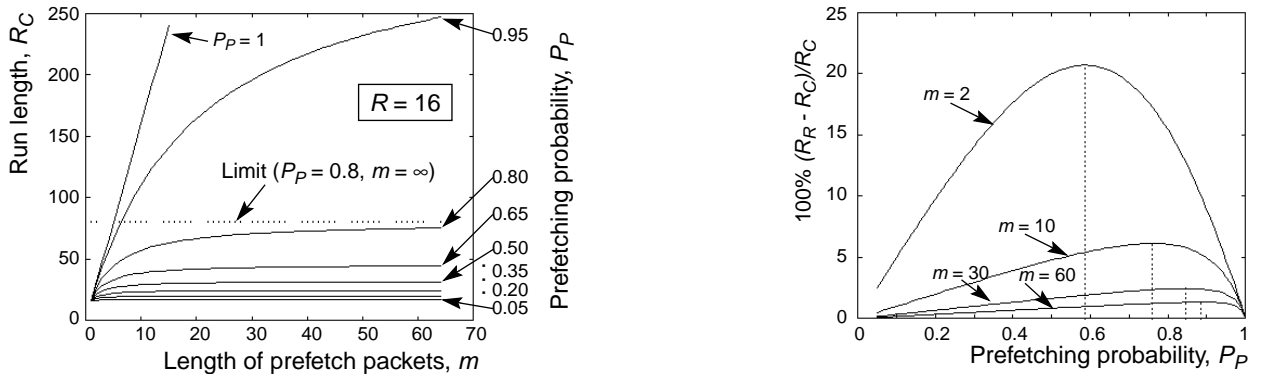 Run length, R_C
250
200
150
100
50
0
P_P = 1
R = 16
Limit (P_P = 0.8, m = ∞)
0.95
0.80
0.65
0.50
0.35
0.20
0.05
Prefetching probability, P_P
0 10 20 30 40 50 60 70
Length of prefetch packets, m
100% (R_R - R_C)/R_C
25
20
15
10
5
0
m = 2
m = 10
m = 30
m = 60
0 0.2 0.4 0.6 0.8 1
Prefetching probability, P_P